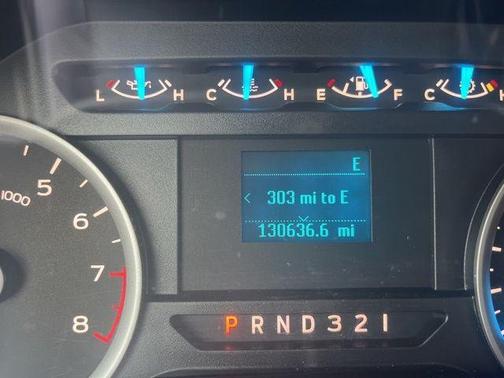 L H C H E F C H
E
303 mi to E
130636.6 mi
1000 5
6
7
8
P R N D 3 2 1